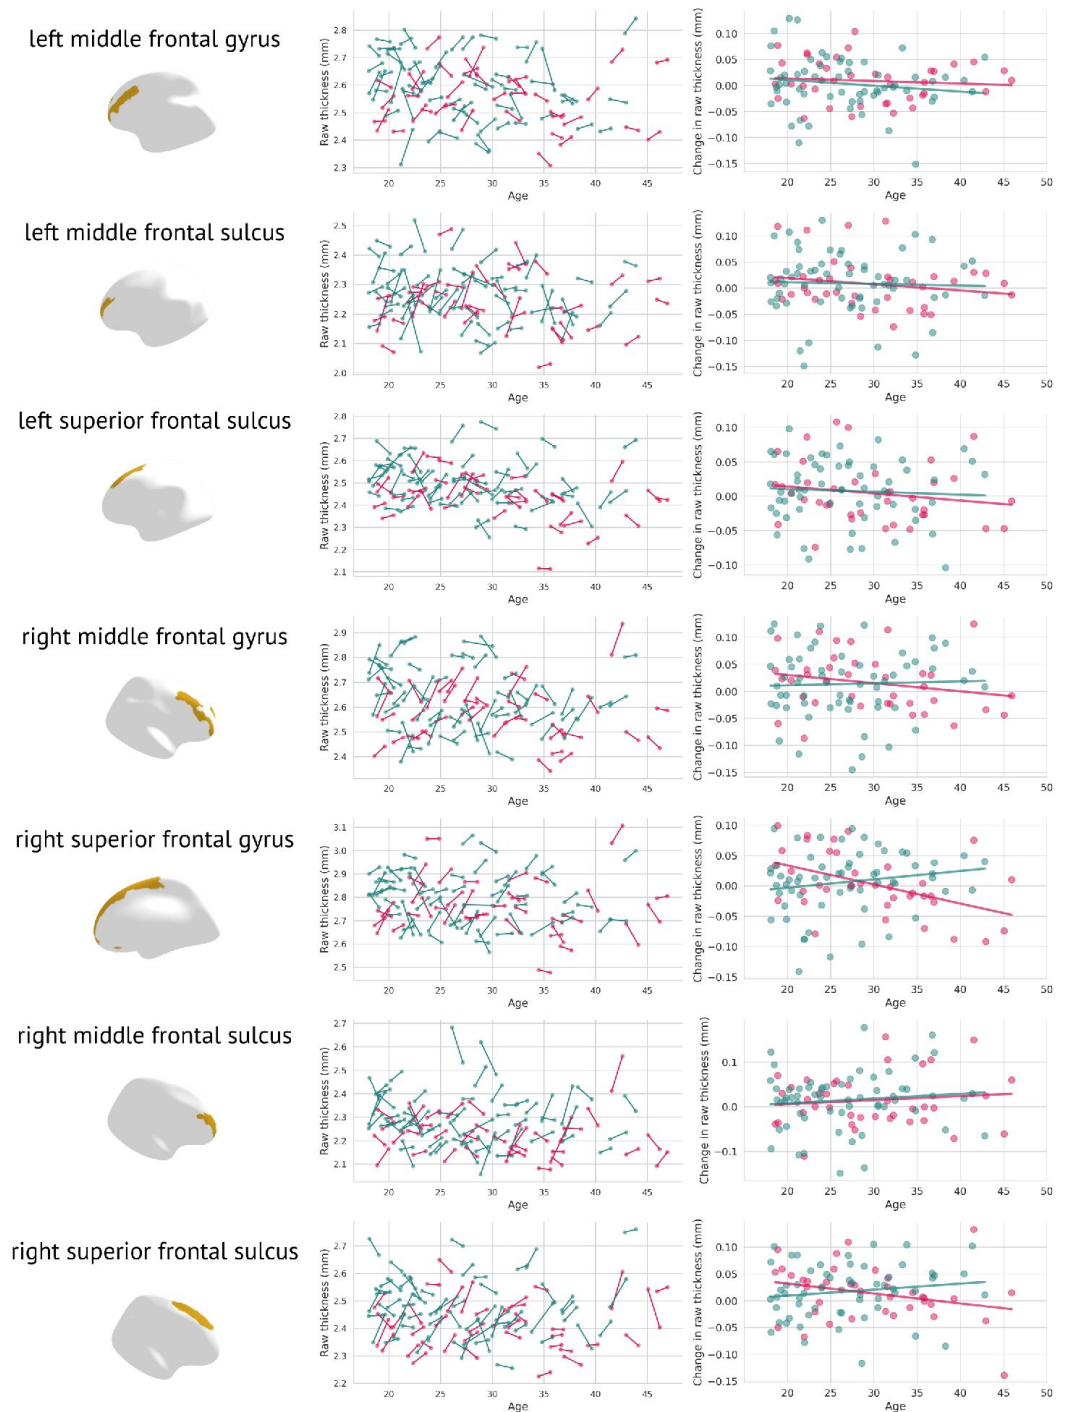 left middle frontal gyrus
Raw thickness (mm)
2.8
2.7
2.6
2.5
2.4
2.3
20 25 30 35 40 45
Age
Change in raw thickness (mm)
0.10
0.05
0.00
−0.05
−0.10
−0.15
20 25 30 35 40 45 50
Age
left middle frontal sulcus
Raw thickness (mm)
2.5
2.4
2.3
2.2
2.1
2.0
20 25 30 35 40 45
Age
Change in raw thickness (mm)
0.10
0.05
0.00
−0.05
−0.10
−0.15
20 25 30 35 40 45 50
Age
left superior frontal sulcus
Raw thickness (mm)
2.8
2.7
2.6
2.5
2.4
2.3
2.2
2.1
20 25 30 35 40 45
Age
Change in raw thickness (mm)
0.10
0.05
0.00
−0.05
−0.10
20 25 30 35 40 45 50
Age
right middle frontal gyrus
Raw thickness (mm)
2.9
2.8
2.7
2.6
2.5
2.4
20 25 30 35 40 45
Age
Change in raw thickness (mm)
0.10
0.05
0.00
−0.05
−0.10
−0.15
20 25 30 35 40 45 50
Age
right superior frontal gyrus
Raw thickness (mm)
3.1
3.0
2.9
2.8
2.7
2.6
2.5
20 25 30 35 40 45
Age
Change in raw thickness (mm)
0.10
0.05
0.00
−0.05
−0.10
−0.15
20 25 30 35 40 45 50
Age
right middle frontal sulcus
Raw thickness (mm)
2.7
2.6
2.5
2.4
2.3
2.2
2.1
20 25 30 35 40 45
Age
Change in raw thickness (mm)
0.1
0.0
−0.1
20 25 30 35 40 45 50
Age
right superior frontal sulcus
Raw thickness (mm)
2.7
2.6
2.5
2.4
2.3
2.2
20 25 30 35 40 45
Age
Change in raw thickness (mm)
0.10
0.05
0.00
−0.05
−0.10
−0.15
20 25 30 35 40 45 50
Age